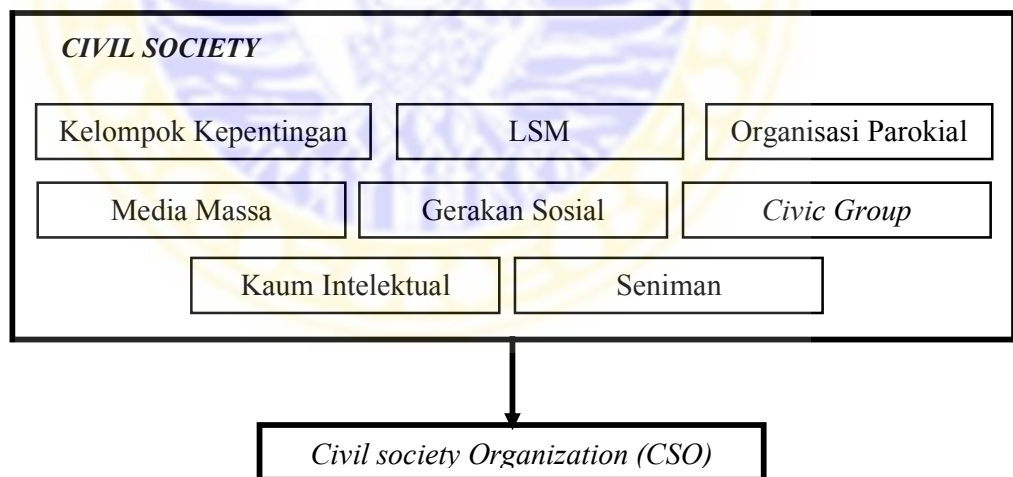 CIVIL SOCIETY
Kelompok Kepentingan
LSM
Organisasi Parokial
Media Massa
Gerakan Sosial
Civic Group
Kaum Intelektual
Seniman
Civil society Organization (CSO)